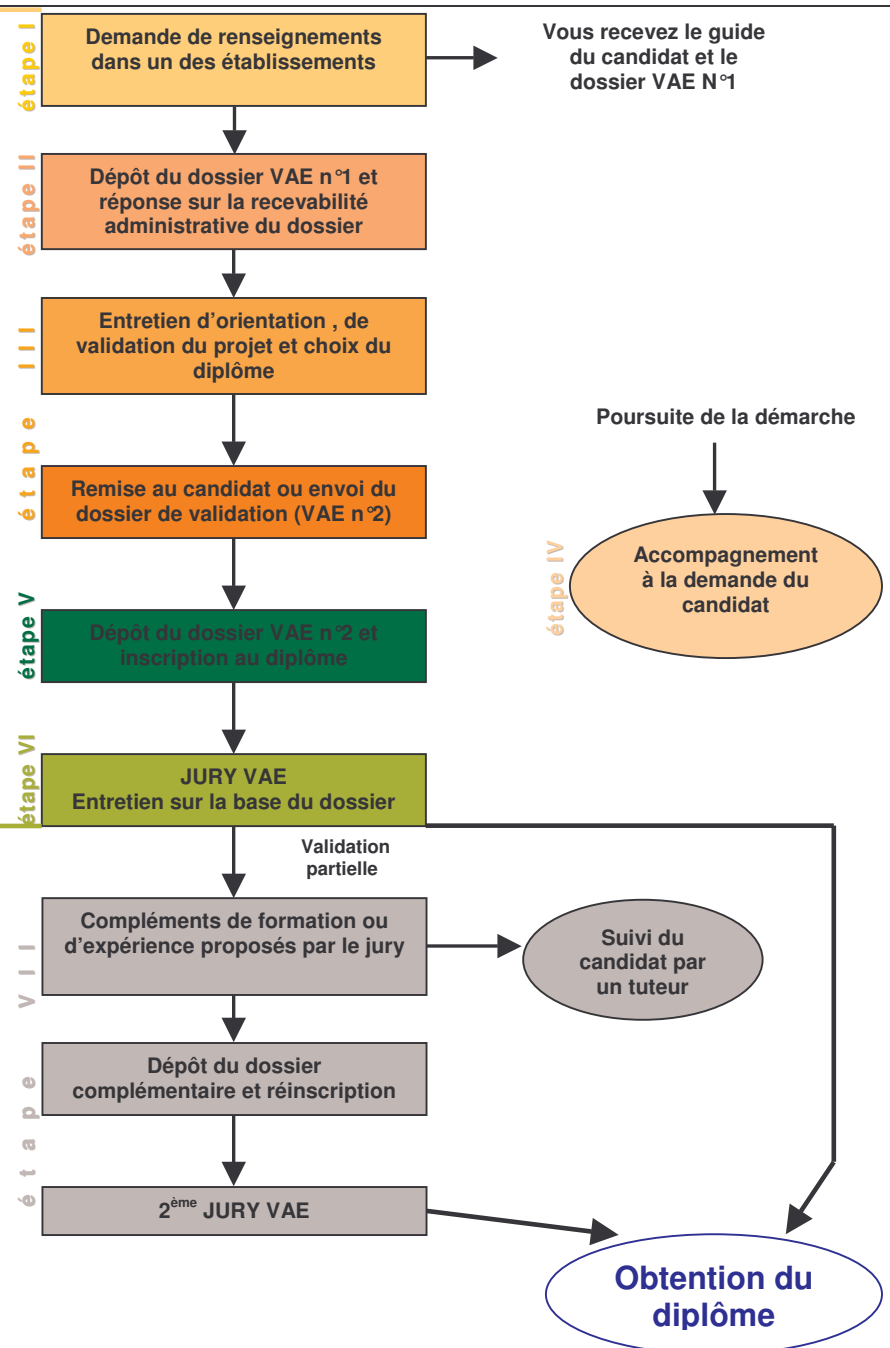 étape I
Demande de renseignements
dans un des établissements
Vous recevez le guide
du candidat et le
dossier VAE N°1
étape II
Dépôt du dossier VAE n°1 et
réponse sur la recevabilité
administrative du dossier
étape III
Entretien d'orientation , de
validation du projet et choix du
diplôme
Remise au candidat ou envoi du
dossier de validation (VAE n°2)
Poursuite de la démarche
étape IV
Accompagnement
à la demande du
candidat
étape V
Dépôt du dossier VAE n°2 et
inscription au diplôme
étape VI
JURY VAE
Entretien sur la base du dossier
Validation
partielle
étape VII
Compléments de formation ou
d'expérience proposés par le jury
Suivi du
candidat par
un tuteur
Dépôt du dossier
complémentaire et réinscription
2ème JURY VAE
Obtention du
diplôme